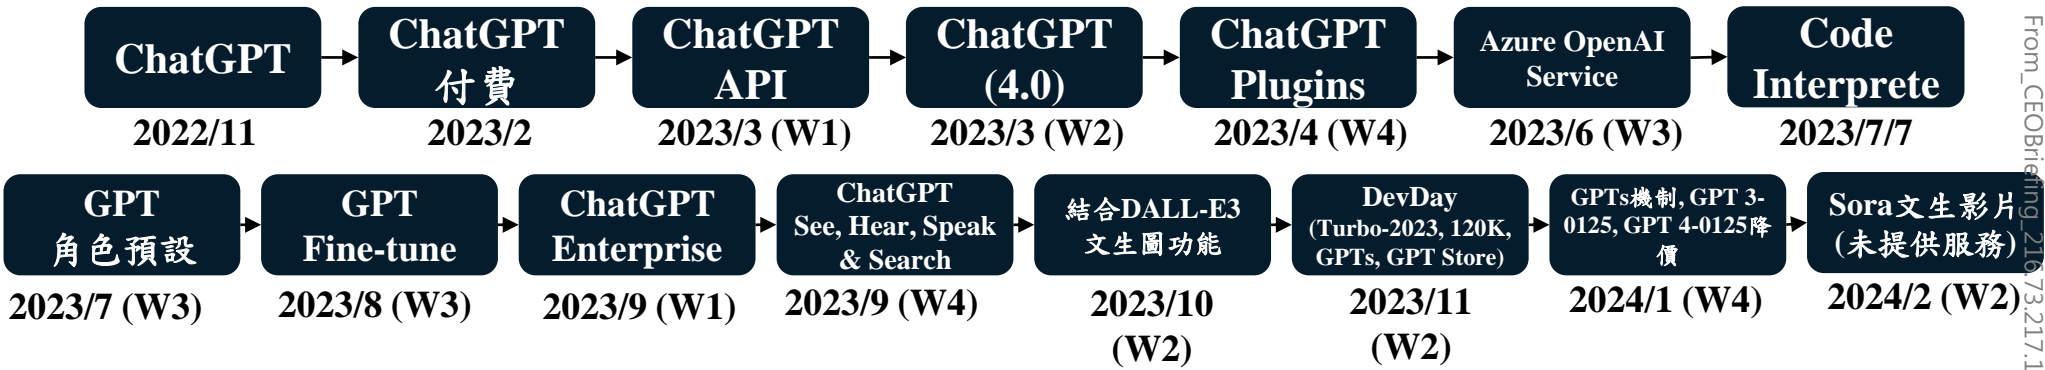 ChatGPT
2022/11
ChatGPT
付費
2023/2
ChatGPT
API
2023/3 (W1)
ChatGPT
(4.0)
2023/3 (W2)
ChatGPT
Plugins
2023/4 (W4)
Azure OpenAI
Service
2023/6 (W3)
Code
Interprete
2023/7/7
GPT
角色預設
2023/7 (W3)
GPT
Fine-tune
2023/8 (W3)
ChatGPT
Enterprise
2023/9 (W1)
ChatGPT
See, Hear, Speak
& Search
2023/9 (W4)
結合DALL-E3
文生圖功能
2023/10
(W2)
DevDay
(Turbo-2023, 120K,
GPTs, GPT Store)
2023/11
(W2)
GPTs機制, GPT 3-
0125, GPT 4-0125降
價
2024/1 (W4)
Sora文生影片
(未提供服務)
2024/2 (W2)
From_CEOBriefing_216.73.217.1